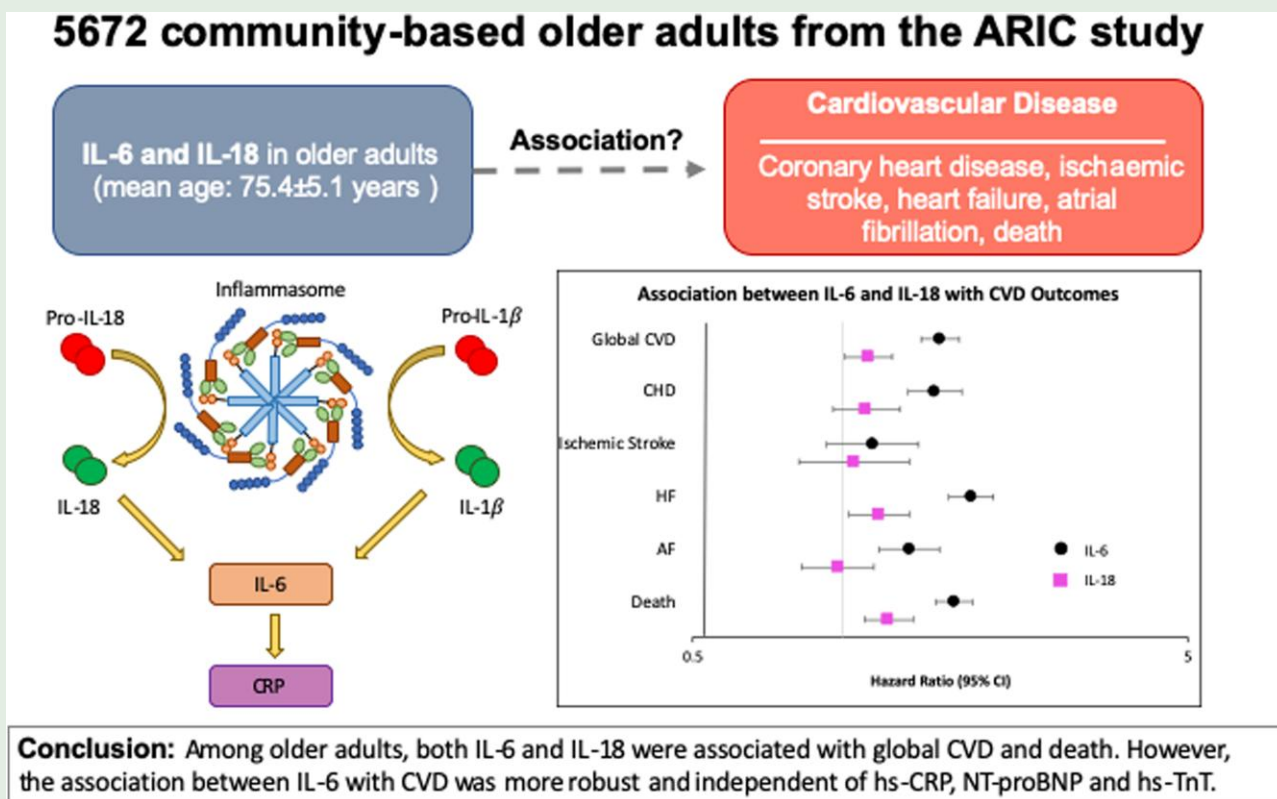 5672 community-based older adults from the ARIC study
IL-6 and IL-18 in older adults
(mean age: 75.4±5.1 years )
Association?
Cardiovascular Disease
Coronary heart disease, ischaemic
stroke, heart failure, atrial
fibrillation, death
Inflammasome
Pro-IL-18
Pro-IL-1β
IL-18
IL-1β
IL-6
CRP
Association between IL-6 and IL-18 with CVD Outcomes
Global CVD
CHD
Ischemic Stroke
HF
AF
Death
IL-6
IL-18
0.5
5
Hazard Ratio (95% CI)
Conclusion: Among older adults, both IL-6 and IL-18 were associated with global CVD and death. However,
the association between IL-6 with CVD was more robust and independent of hs-CRP, NT-proBNP and hs-TnT.